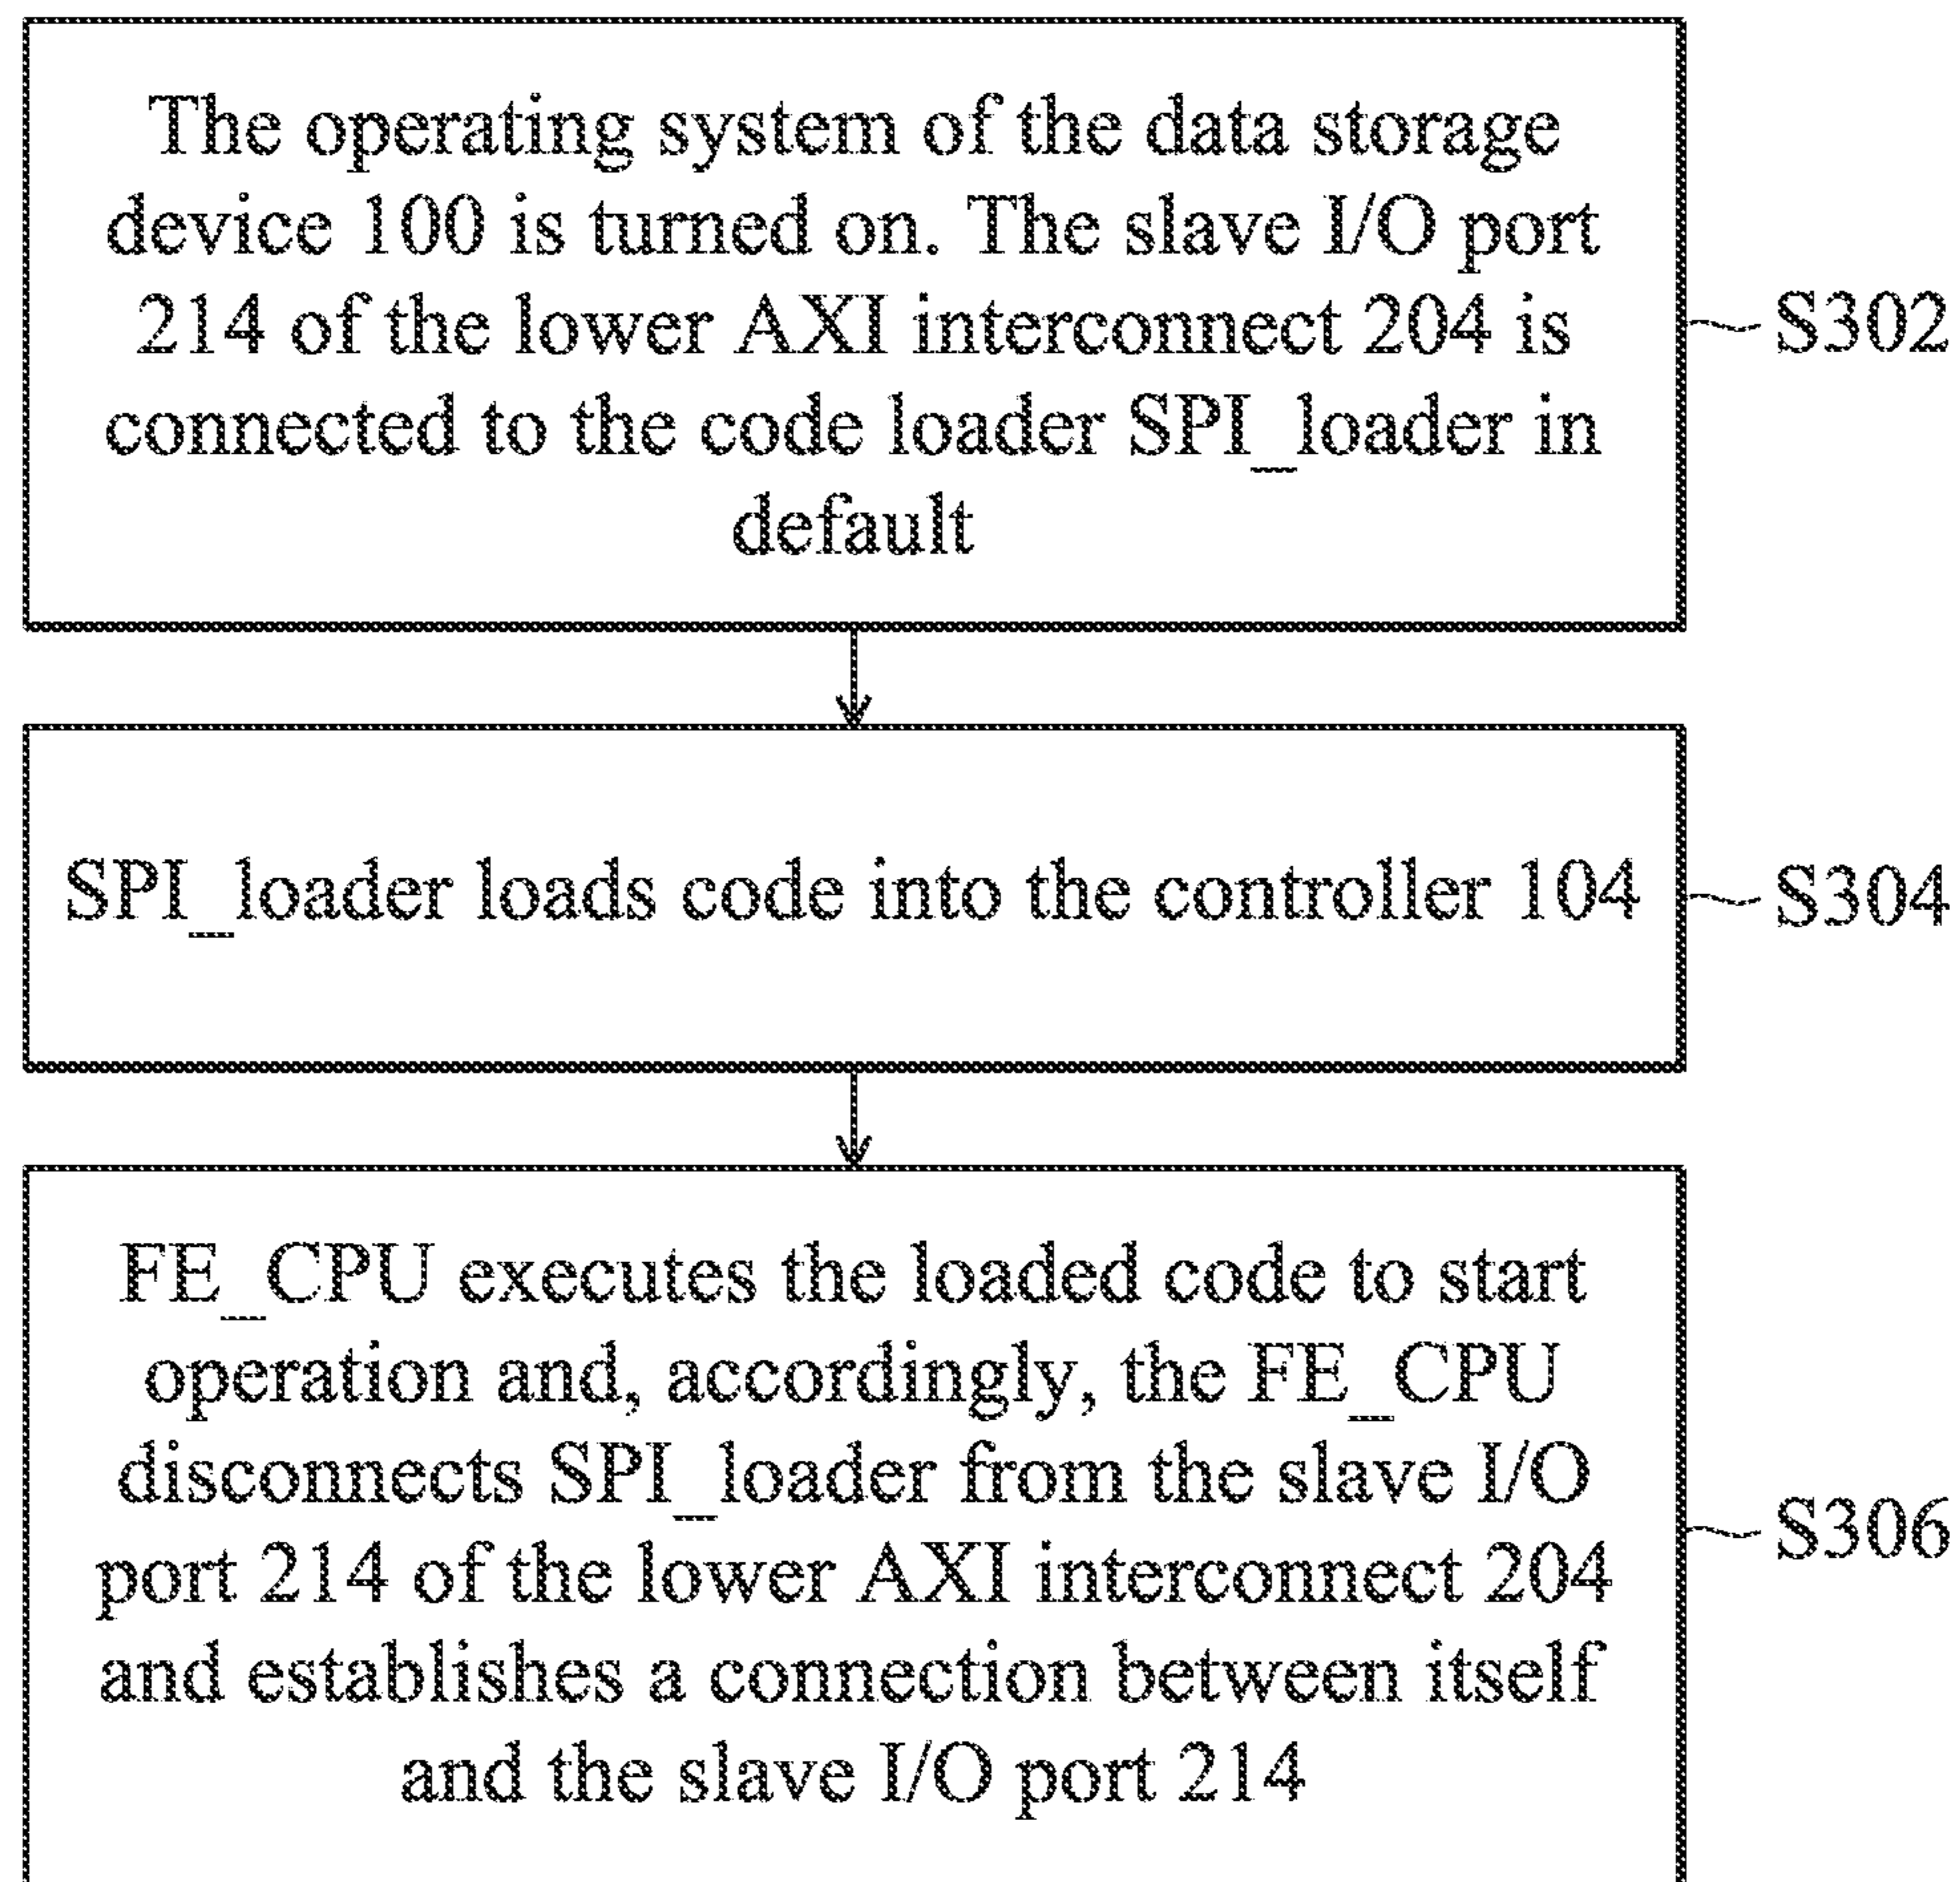 The operating system of the data storage
device 100 is turned on. The slave I/O port
214 of the lower AXI interconnect 204 is
connected to the code loader SPI_loader in
default
S302
SPI_loader loads code into the controller 104
S304
FE_CPU executes the loaded code to start
operation and, accordingly, the FE_CPU
disconnects SPI_loader from the slave I/O
port 214 of the lower AXI interconnect 204
and establishes a connection between itself
and the slave I/O port 214
S306